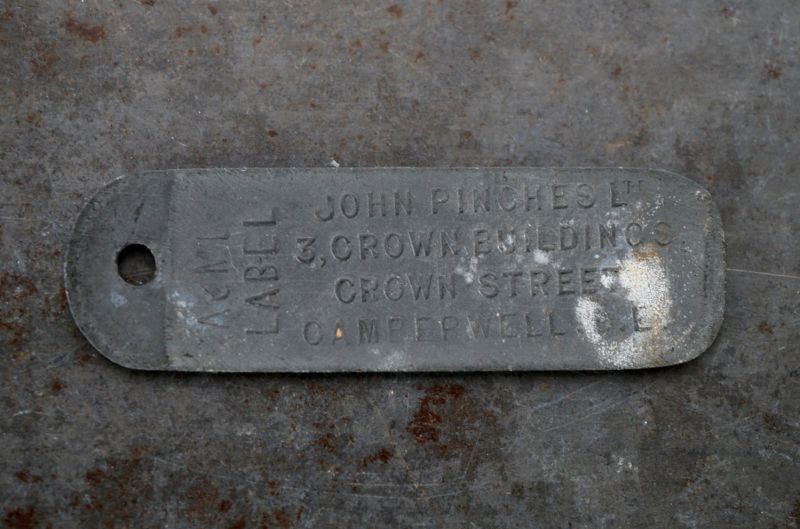 ACME
LABEL
JOHN PINCHES LTD
3, CROWN BUILDINGS
CROWN STREET
CAMBERWELL S.E.